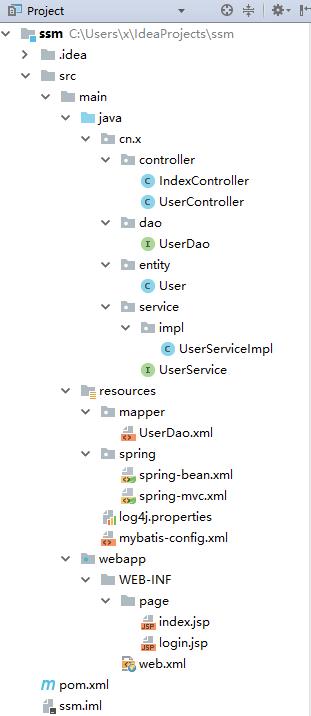 Project
ssm C:\Users\x\IdeaProjects\ssm
.idea
src
main
java
cn.x
controller
IndexController
UserController
dao
UserDao
entity
User
service
impl
UserServiceImpl
UserService
resources
mapper
UserDao.xml
spring
spring-bean.xml
spring-mvc.xml
log4j.properties
mybatis-config.xml
webapp
WEB-INF
page
index.jsp
login.jsp
web.xml
pom.xml
ssm.iml